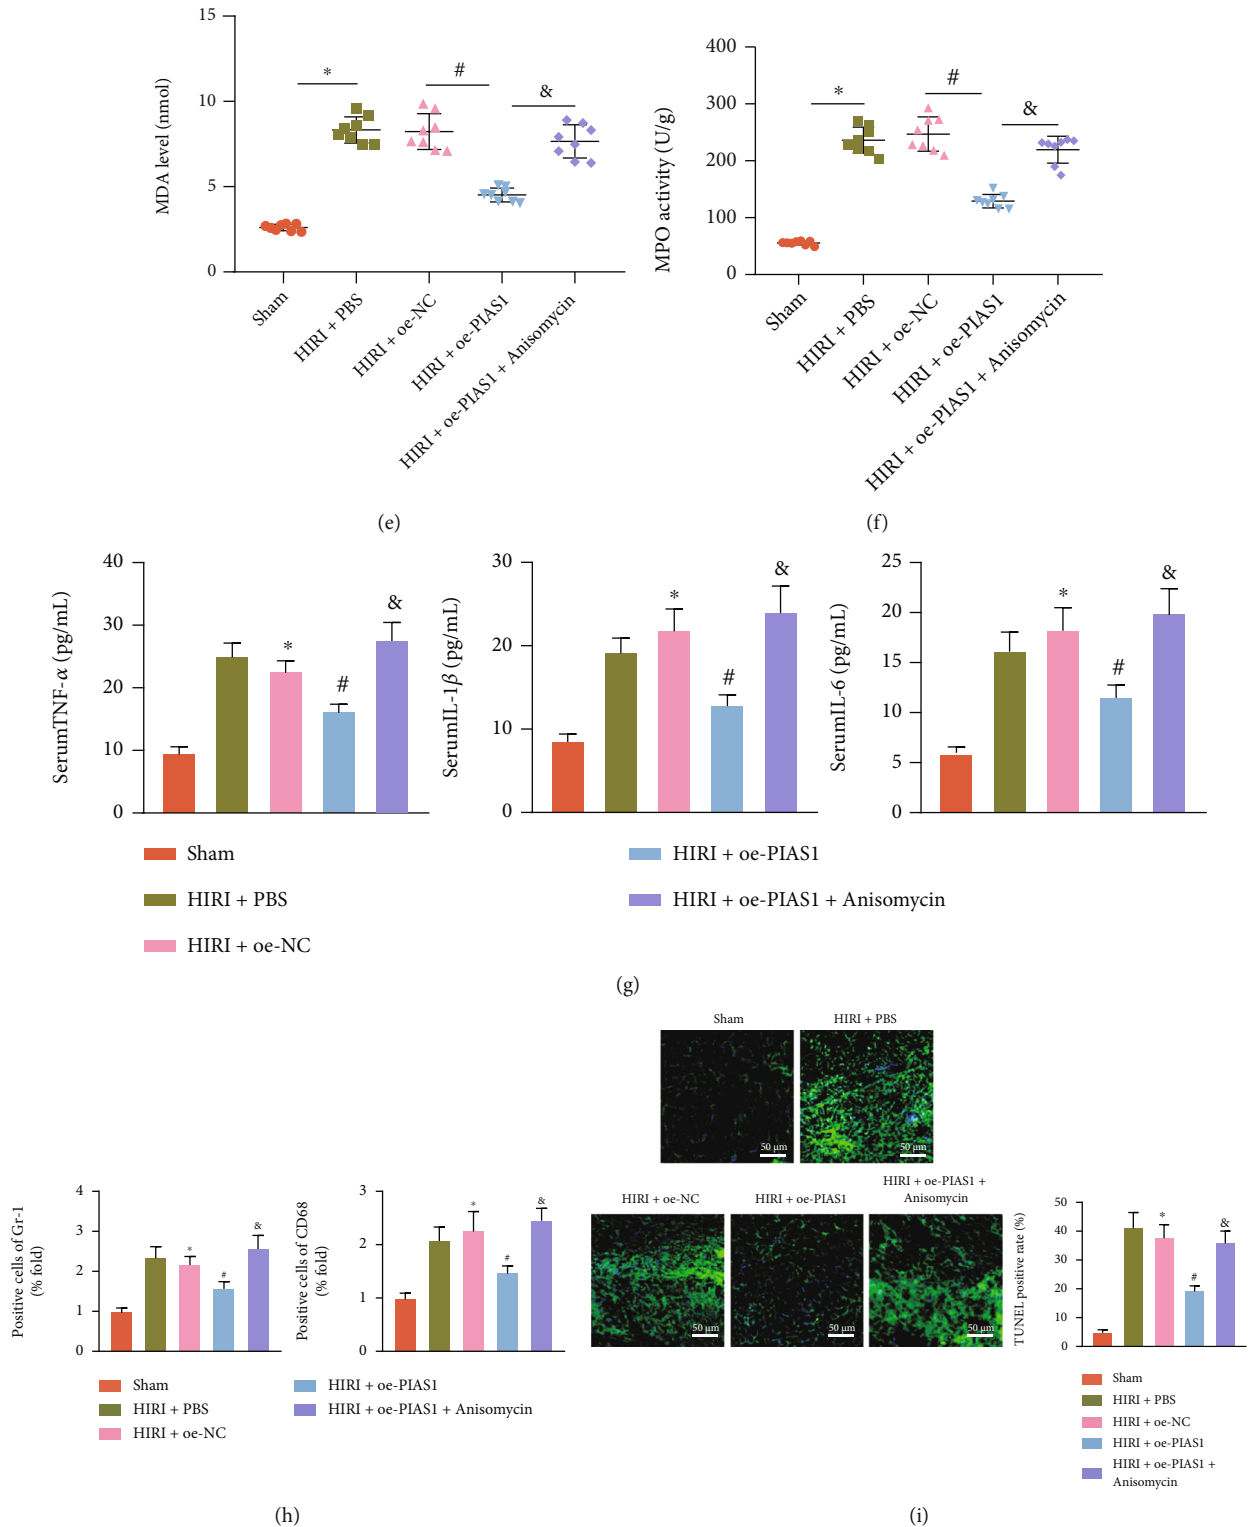 15
10
5
0
MDA level (nmol)
*
#
&
Sham
HIRI + PBS
HIRI + oe-NC
HIRI + oe-PIAS1
HIRI + oe-PIAS1 + Anisomycin
(e)
400
300
200
100
0
MPO activity (U/g)
*
#
&
Sham
HIRI + PBS
HIRI + oe-NC
HIRI + oe-PIAS1
HIRI + oe-PIAS1 + Anisomycin
(f)
40
30
20
10
0
SerumTNF-α (pg/mL)
*
#
&
30
20
10
0
SerumIL-1β (pg/mL)
*
#
&
25
20
15
10
5
0
SerumIL-6 (pg/mL)
*
#
&
Sham
HIRI + PBS
HIRI + oe-NC
HIRI + oe-PIAS1
HIRI + oe-PIAS1 + Anisomycin
(g)
4
3
2
1
0
Positive cells of Gr-1
(% fold)
*
#
&
3
2
1
0
Positive cells of CD68
(% fold)
*
#
&
Sham
HIRI + PBS
HIRI + oe-NC
HIRI + oe-PIAS1
HIRI + oe-PIAS1 + Anisomycin
(h)
Sham
50 μm
HIRI + PBS
50 μm
HIRI + oe-NC
50 μm
HIRI + oe-PIAS1
50 μm
HIRI + oe-PIAS1 +
Anisomycin
50 μm
50
40
30
20
10
0
TUNEL positive rate (%)
*
#
&
Sham
HIRI + PBS
HIRI + oe-NC
HIRI + oe-PIAS1
HIRI + oe-PIAS1 +
Anisomycin
(i)